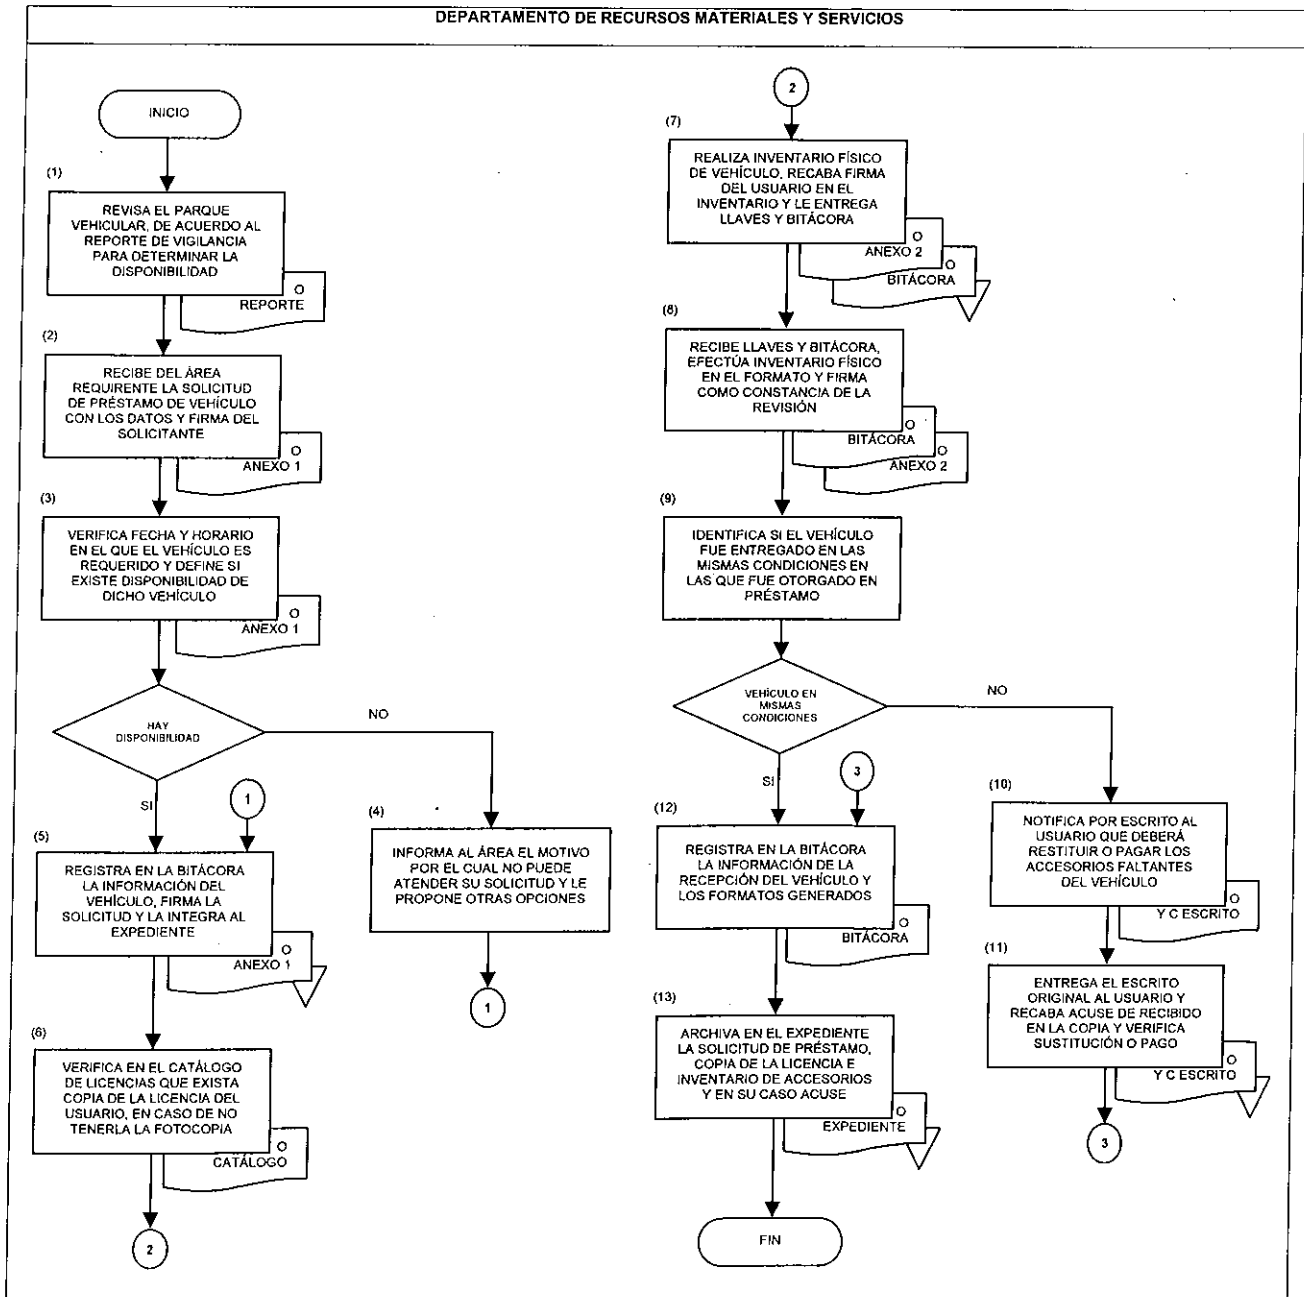 DEPARTAMENTO DE RECURSOS MATERIALES Y SERVICIOS
INICIO
(1)
REVISA EL PARQUE
VEHICULAR, DE ACUERDO AL
REPORTE DE VIGILANCIA
PARA DETERMINAR LA
DISPONIBILIDAD
O
REPORTE
(2)
RECIBE DEL ÁREA
REQUIRENTE LA SOLICITUD
DE PRÉSTAMO DE VEHÍCULO
CON LOS DATOS Y FIRMA DEL
SOLICITANTE
O
ANEXO 1
(3)
VERIFICA FECHA Y HORARIO
EN EL QUE EL VEHÍCULO ES
REQUERIDO Y DEFINE SI
EXISTE DISPONIBILIDAD DE
DICHO VEHÍCULO
O
ANEXO 1
HAY
DISPONIBILIDAD
NO
SI
1
(4)
INFORMA AL ÁREA EL MOTIVO
POR EL CUAL NO PUEDE
ATENDER SU SOLICITUD Y LE
PROPONE OTRAS OPCIONES
1
(5)
REGISTRA EN LA BITÁCORA
LA INFORMACIÓN DEL
VEHÍCULO, FIRMA LA
SOLICITUD Y LA INTEGRA AL
EXPEDIENTE
O
ANEXO 1
(6)
VERIFICA EN EL CATÁLOGO
DE LICENCIAS QUE EXISTA
COPIA DE LA LICENCIA DEL
USUARIO, EN CASO DE NO
TENERLA LA FOTOCOPIA
O
CATÁLOGO
2
2
(7)
REALIZA INVENTARIO FÍSICO
DE VEHÍCULO, RECABA FIRMA
DEL USUARIO EN EL
INVENTARIO Y LE ENTREGA
LLAVES Y BITÁCORA
O
ANEXO 2
O
BITÁCORA
(8)
RECIBE LLAVES Y BITÁCORA,
EFECTÚA INVENTARIO FÍSICO
EN EL FORMATO Y FIRMA
COMO CONSTANCIA DE LA
REVISIÓN
O
BITÁCORA
O
ANEXO 2
(9)
IDENTIFICA SI EL VEHÍCULO
FUE ENTREGADO EN LAS
MISMAS CONDICIONES EN
LAS QUE FUE OTORGADO EN
PRÉSTAMO
VEHÍCULO EN
MISMAS
CONDICIONES
NO
SI
3
(10)
NOTIFICA POR ESCRITO AL
USUARIO QUE DEBERÁ
RESTITUIR O PAGAR LOS
ACCESORIOS FALTANTES
DEL VEHÍCULO
O
Y C ESCRITO
(11)
ENTREGA EL ESCRITO
ORIGINAL AL USUARIO Y
RECABA ACUSE DE RECIBIDO
EN LA COPIA Y VERIFICA
SUSTITUCIÓN O PAGO
O
Y C ESCRITO
3
(12)
REGISTRA EN LA BITÁCORA
LA INFORMACIÓN DE LA
RECEPCIÓN DEL VEHÍCULO Y
LOS FORMATOS GENERADOS
O
BITÁCORA
(13)
ARCHIVA EN EL EXPEDIENTE
LA SOLICITUD DE PRÉSTAMO,
COPIA DE LA LICENCIA E
INVENTARIO DE ACCESORIOS
Y EN SU CASO ACUSE
O
EXPEDIENTE
FIN